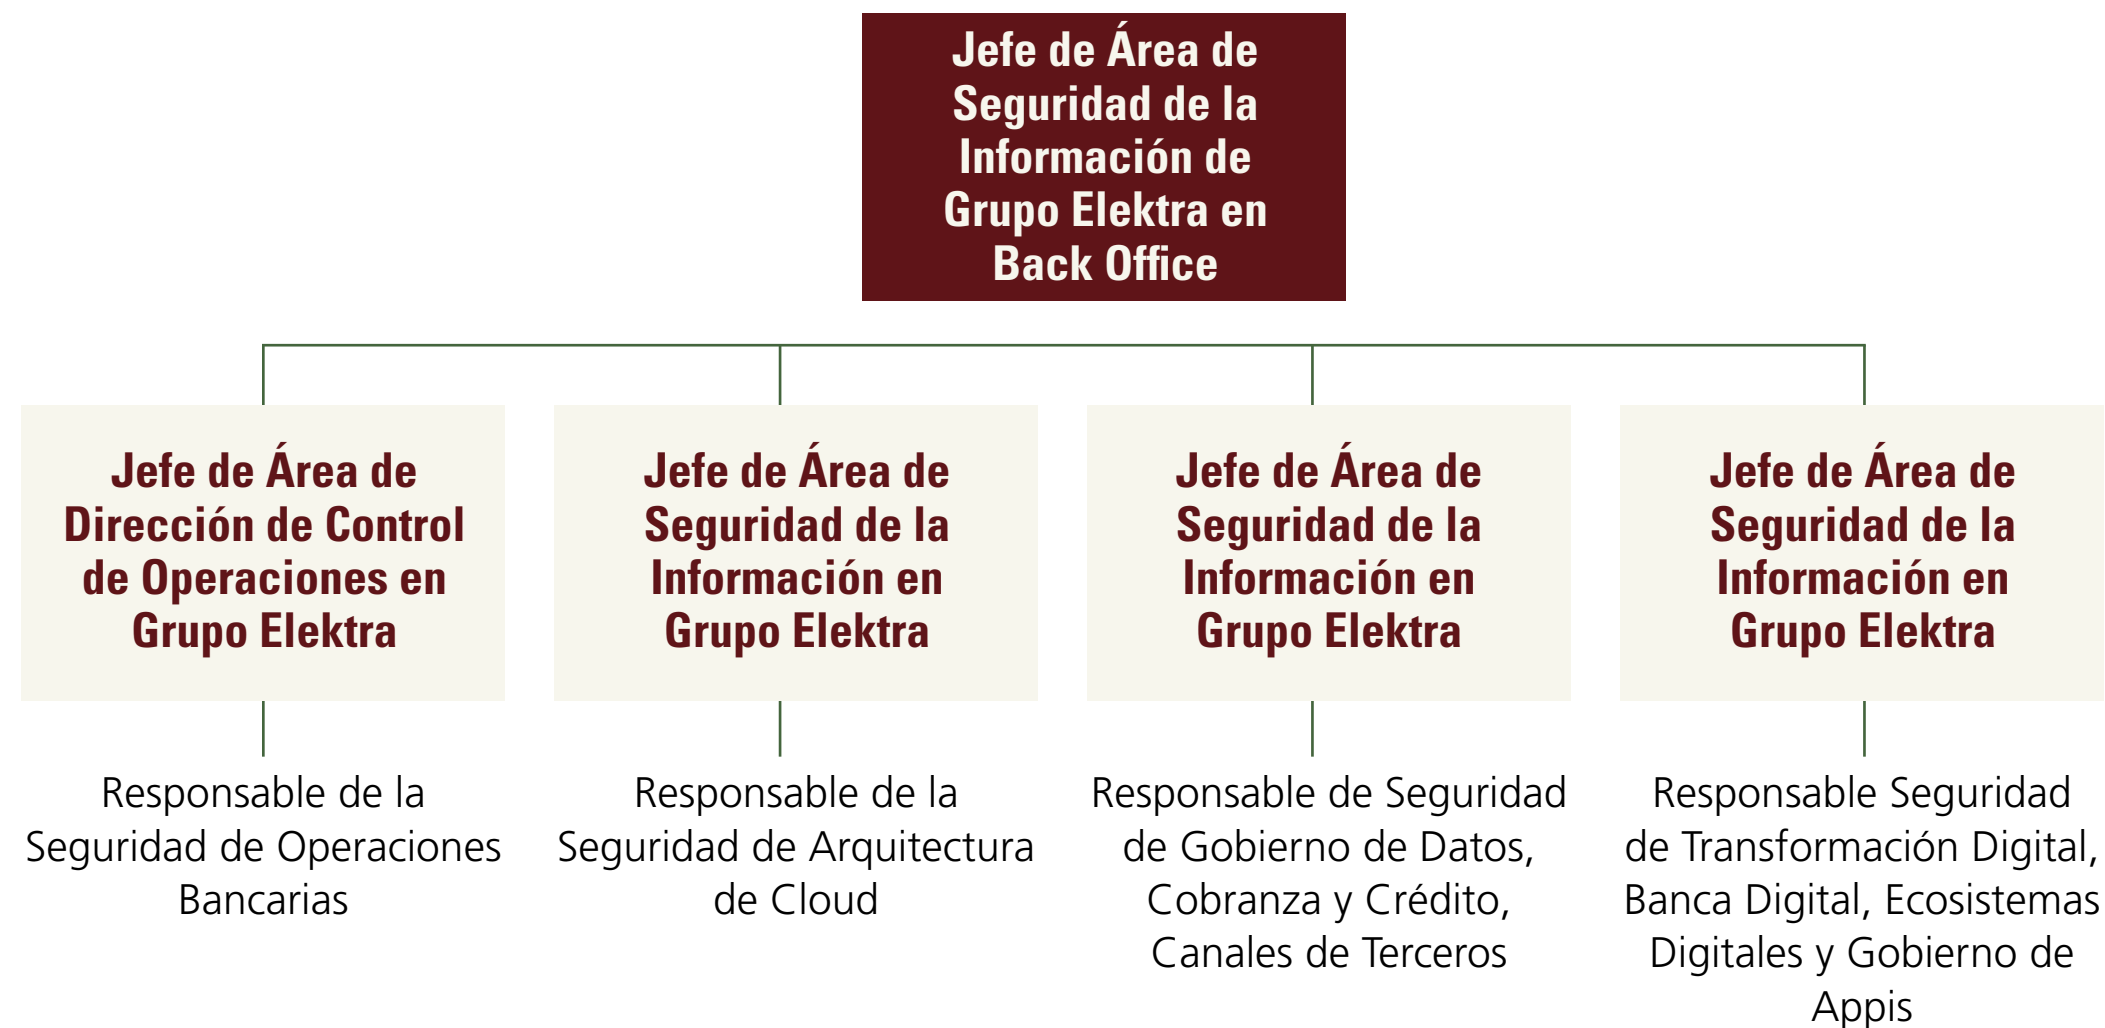 Jefe de Área de
Seguridad de la
Información de
Grupo Elektra en
Back Office
Jefe de Área de
Dirección de Control
de Operaciones en
Grupo Elektra
Jefe de Área de
Seguridad de la
Información en
Grupo Elektra
Jefe de Área de
Seguridad de la
Información en
Grupo Elektra
Jefe de Área de
Seguridad de la
Información en
Grupo Elektra
Responsable de la
Seguridad de Operaciones
Bancarias
Responsable de la
Seguridad de Arquitectura
de Cloud
Responsable de Seguridad
de Gobierno de Datos,
Cobranza y Crédito,
Canales de Terceros
Responsable Seguridad
de Transformación Digital,
Banca Digital, Ecosistemas
Digitales y Gobierno de
Appis